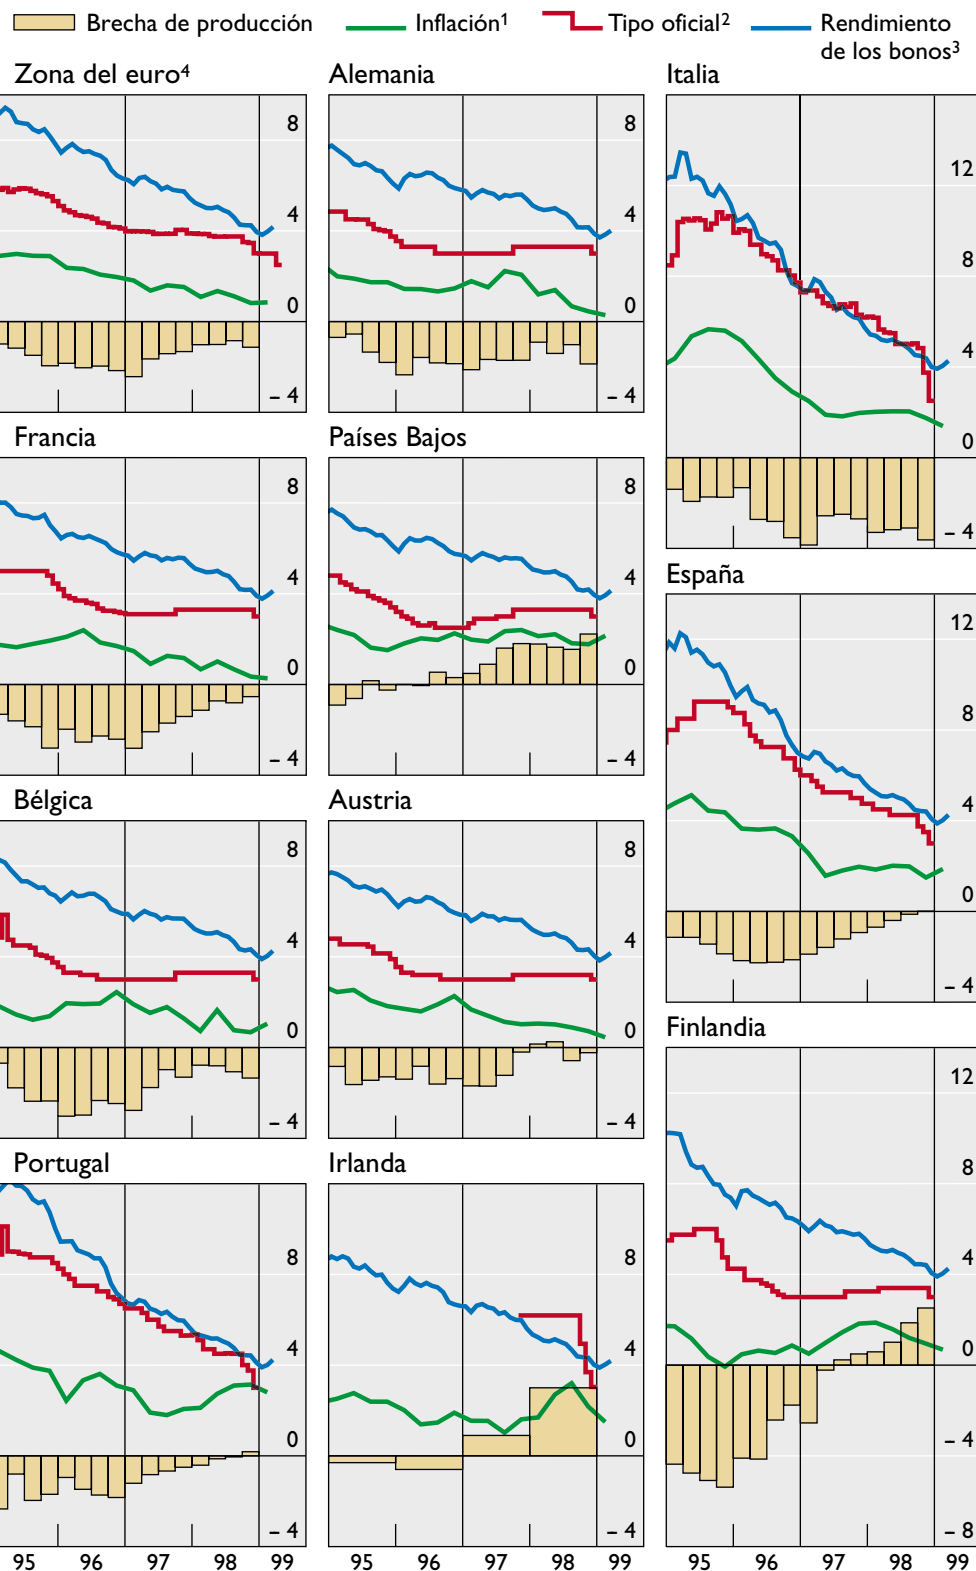 Brecha de producción
Inflación¹
Tipo oficial²
Rendimiento
de los bonos³
Zona del euro⁴
8
4
0
– 4
Alemania
8
4
0
– 4
Italia
12
8
4
0
– 4
Francia
8
4
0
– 4
Países Bajos
8
4
0
– 4
España
12
8
4
0
– 4
Bélgica
8
4
0
– 4
Austria
8
4
0
– 4
Finlandia
12
8
4
0
– 4
– 8
Portugal
8
4
0
– 4
Irlanda
8
4
0
– 4
95 96 97 98 99
95 96 97 98 99
95 96 97 98 99